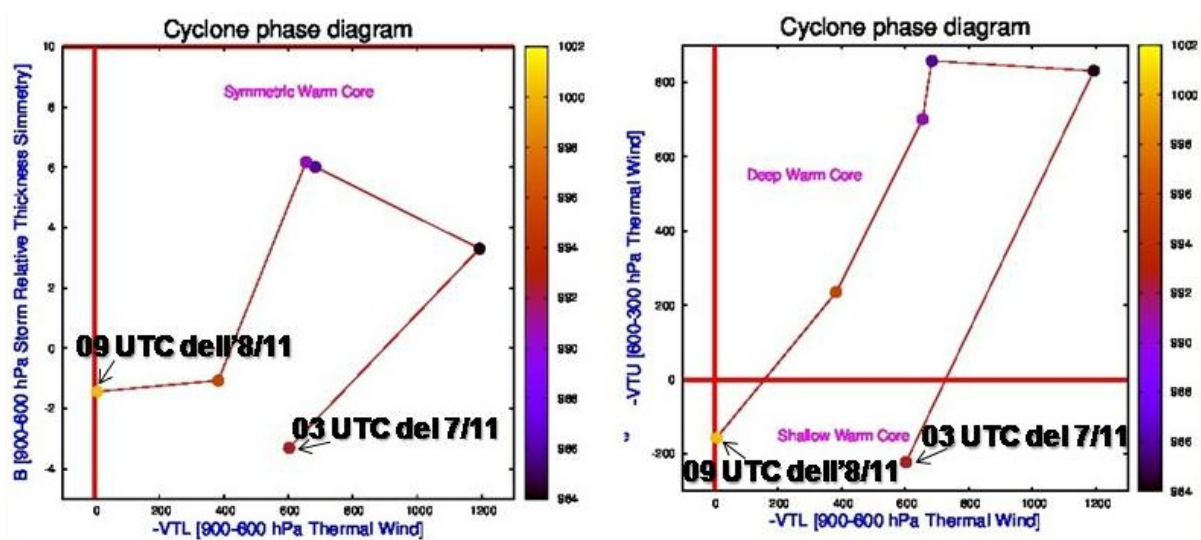 Cyclone phase diagram
B [900-600 hPa Storm Relative Thickness Simmetry]
10
8
6
4
2
0
-2
-4
Symmetric Warm Core
09 UTC dell'8/11
03 UTC del 7/11
0 200 400 600 800 1000 1200
-VTL [900-600 hPa Thermal Wind]
1002
1000
998
996
994
992
990
988
986
984
Cyclone phase diagram
-VTU [600-300 hPa Thermal Wind]
e
800
600
400
200
0
-200
Deep Warm Core
Shallow Warm Core
03 UTC del 7/11
09 UTC dell'8/11
0 200 400 600 800 1000 1200
-VTL [900-600 hPa Thermal Wind]
1002
1000
998
996
994
992
990
988
986
984